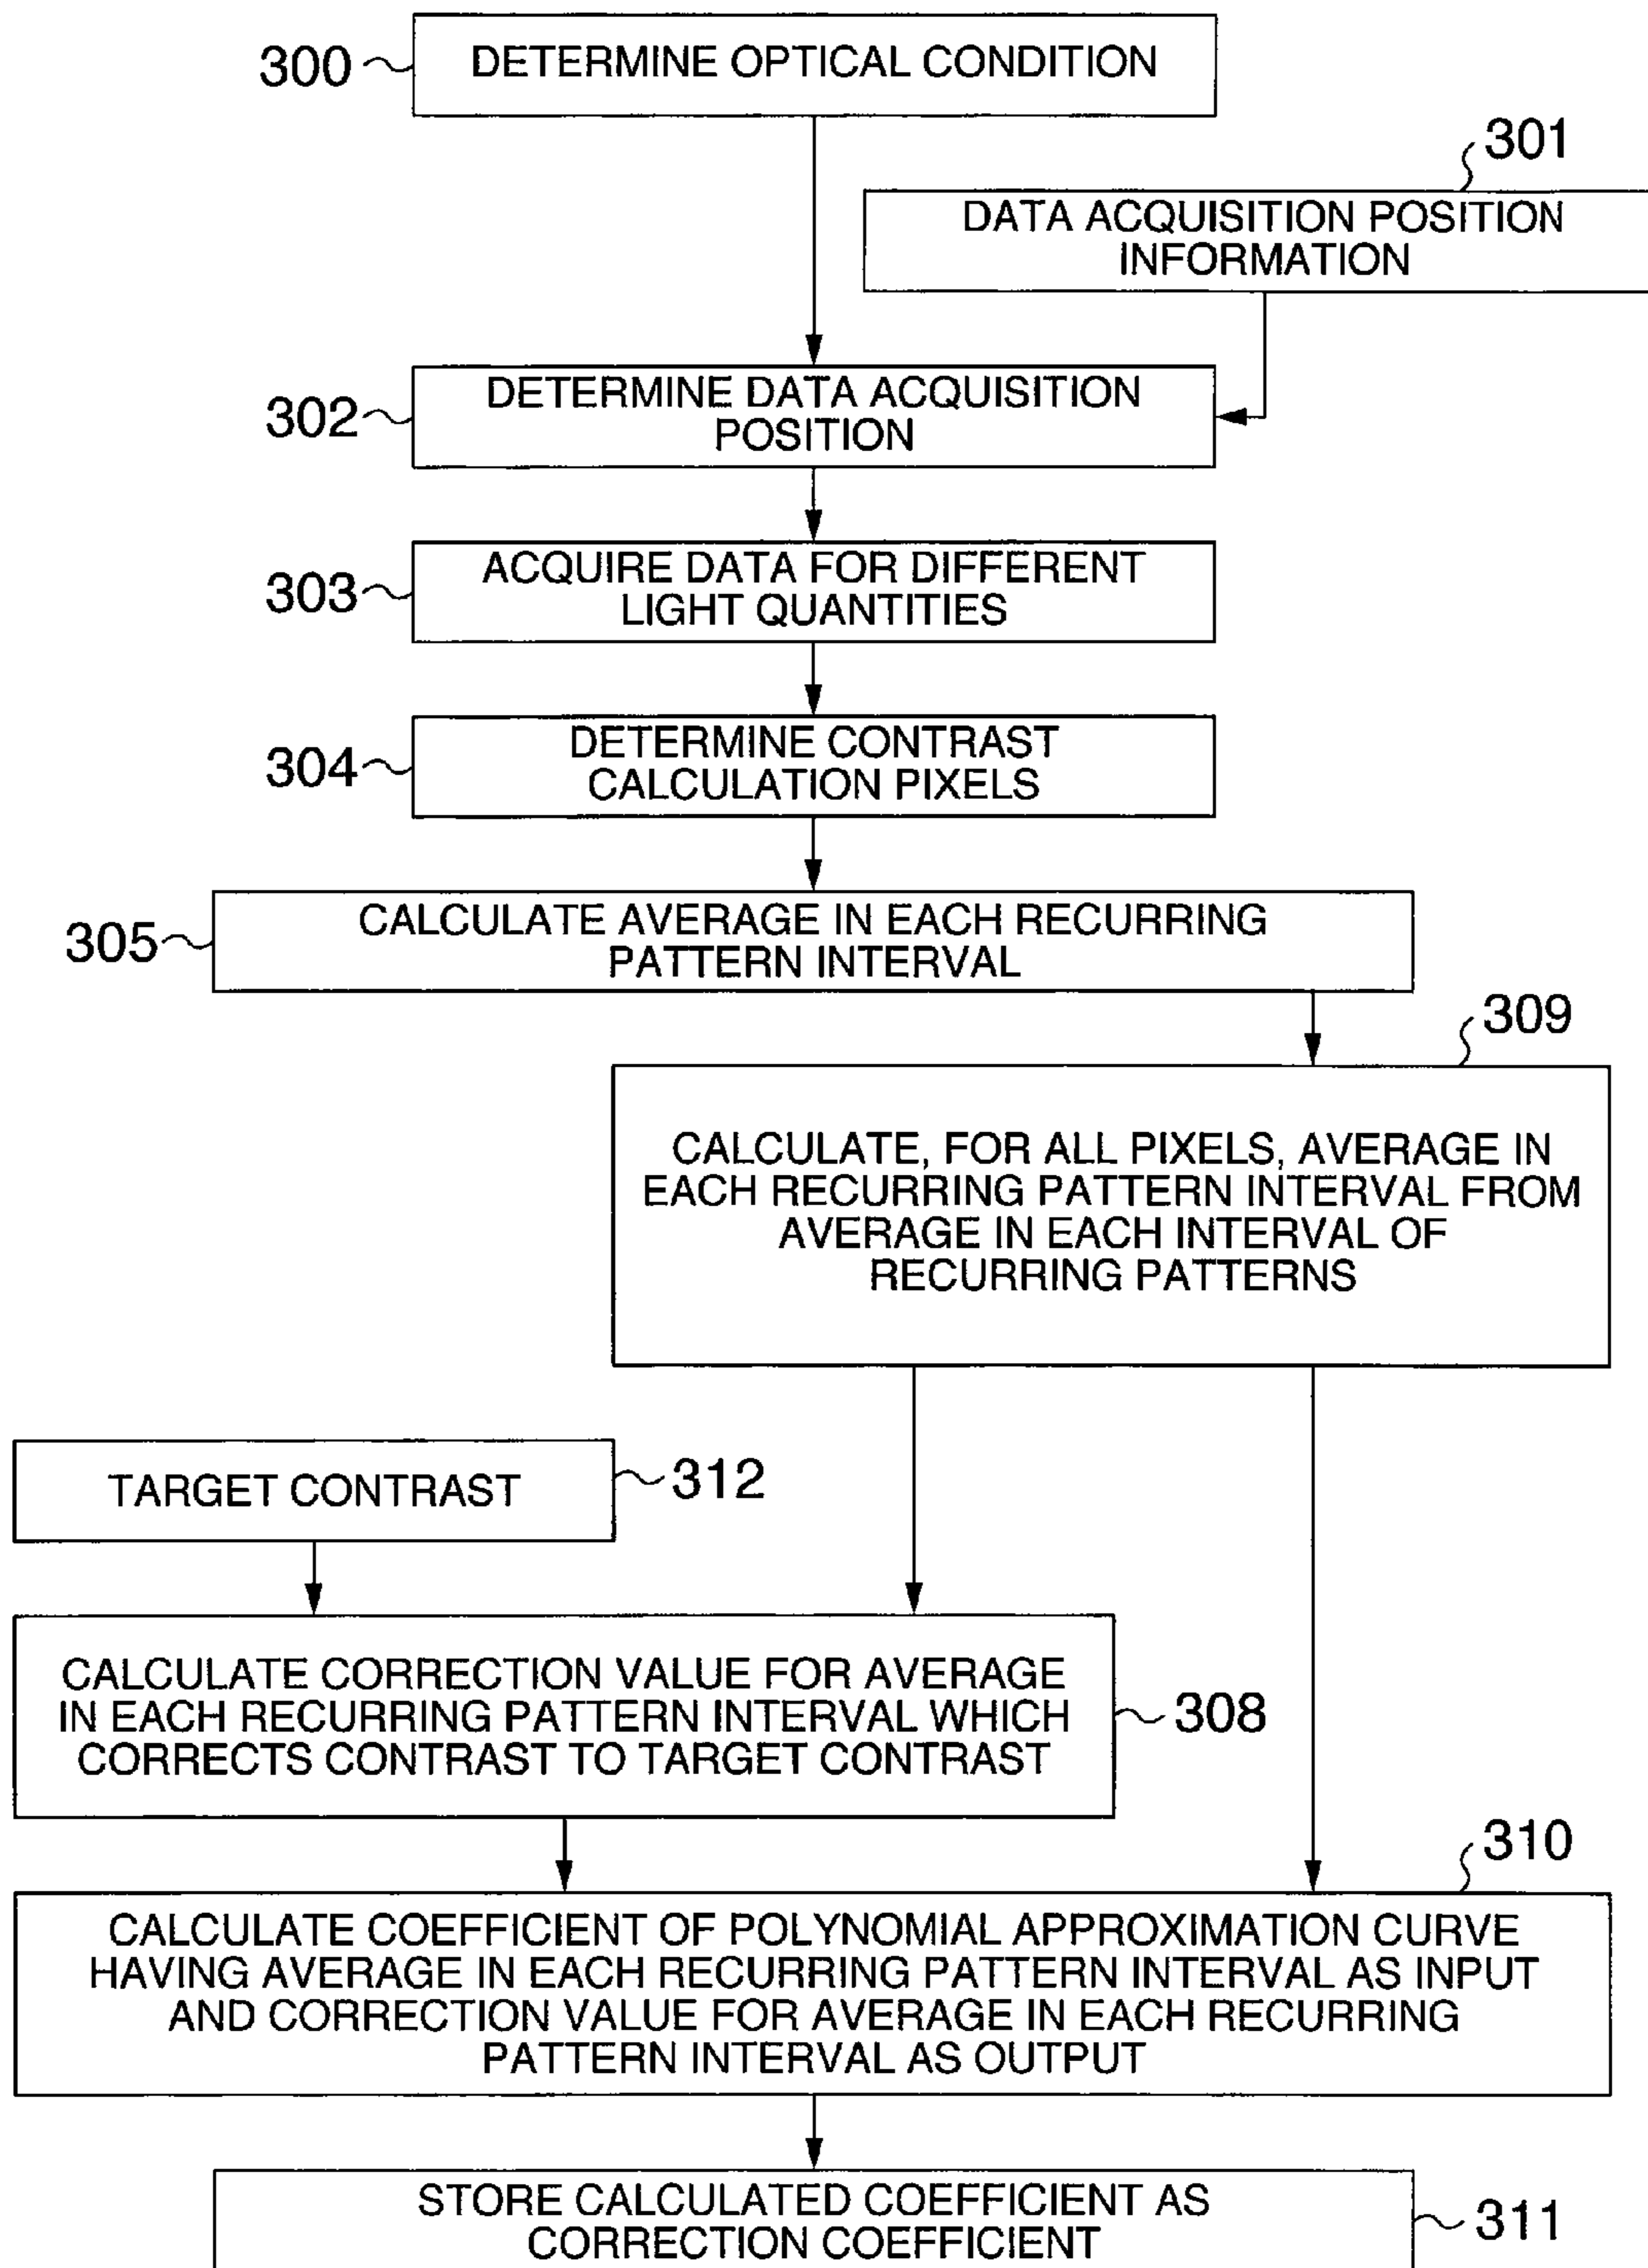 300
DETERMINE OPTICAL CONDITION
301
DATA ACQUISITION POSITION
INFORMATION
302
DETERMINE DATA ACQUISITION
POSITION
303
ACQUIRE DATA FOR DIFFERENT
LIGHT QUANTITIES
304
DETERMINE CONTRAST
CALCULATION PIXELS
305
CALCULATE AVERAGE IN EACH RECURRING
PATTERN INTERVAL
309
CALCULATE, FOR ALL PIXELS, AVERAGE IN
EACH RECURRING PATTERN INTERVAL FROM
AVERAGE IN EACH INTERVAL OF
RECURRING PATTERNS
TARGET CONTRAST
312
CALCULATE CORRECTION VALUE FOR AVERAGE
IN EACH RECURRING PATTERN INTERVAL WHICH
CORRECTS CONTRAST TO TARGET CONTRAST
308
310
CALCULATE COEFFICIENT OF POLYNOMIAL APPROXIMATION CURVE
HAVING AVERAGE IN EACH RECURRING PATTERN INTERVAL AS INPUT
AND CORRECTION VALUE FOR AVERAGE IN EACH RECURRING
PATTERN INTERVAL AS OUTPUT
STORE CALCULATED COEFFICIENT AS
CORRECTION COEFFICIENT
311